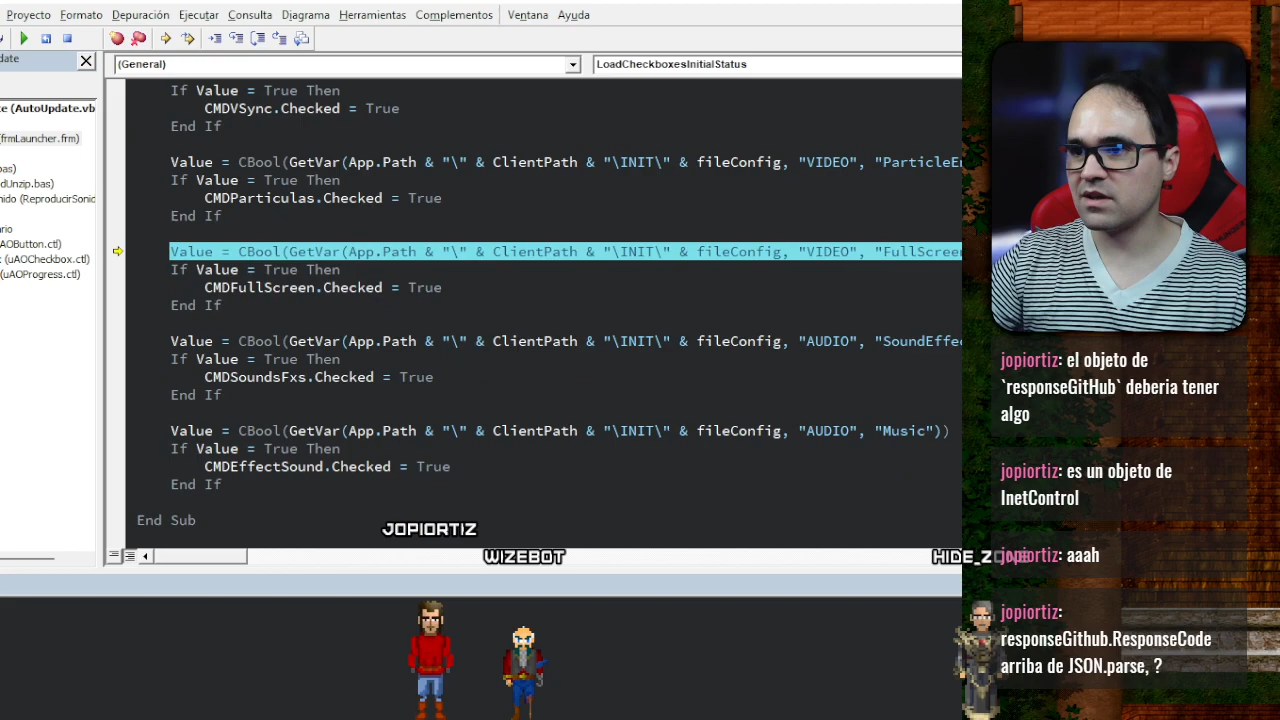 Proyecto Formato Depuración Ejecutar Consulta Diagrama Herramientas Complementos Ventana Ayuda
date
(General) LoadCheckboxesInitialStatus
If Value = True Then
te (AutoUpdate.vb
CMDVSync.Checked = True
End If
(frmLauncher.frm)
Value = CBool(GetVar(App.Path & "\" & ClientPath & "\INIT\" & fileConfig, "VIDEO", "ParticleEn
bas)
If Value = True Then
dUnzip.bas)
CMDParticulas.Checked = True
nido (ReproducirSonid
End If
ario
AOButton.ctl)
Value = CBool(GetVar(App.Path & "\" & ClientPath & "\INIT\" & fileConfig, "VIDEO", "FullScreen
(uAOCheckbox.ctl)
If Value = True Then
(uAOProgress.ctl)
CMDFullScreen.Checked = True
End If
Value = CBool(GetVar(App.Path & "\" & ClientPath & "\INIT\" & fileConfig, "AUDIO", "SoundEffec
If Value = True Then
CMDSoundsFxs.Checked = True
End If
Value = CBool(GetVar(App.Path & "\" & ClientPath & "\INIT\" & fileConfig, "AUDIO", "Music"))
If Value = True Then
CMDEffectSound.Checked = True
End If
End Sub
JOPIORTIZ
WIZEBOT
HIDE_ZONE
jopiortiz: el objeto de
`responseGitHub` deberia tener
algo
jopiortiz: es un objeto de
InetControl
jopiortiz: aaah
jopiortiz:
responseGithub.ResponseCode
arriba de JSON.parse, ?